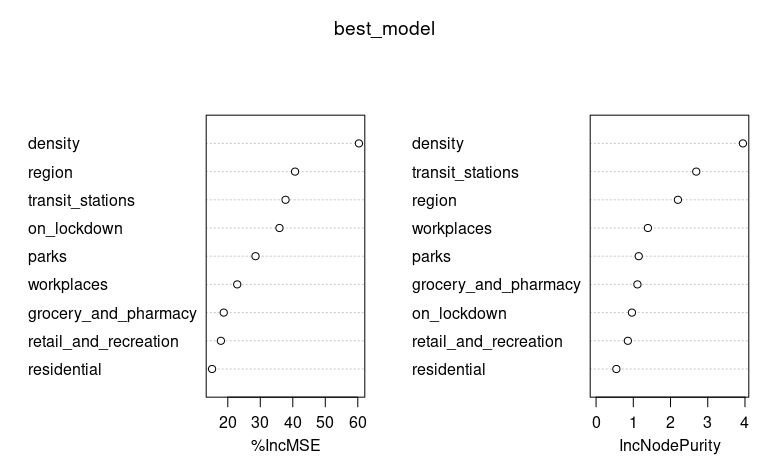 best_model
density
region
transit_stations
on_lockdown
parks
workplaces
grocery_and_pharmacy
retail_and_recreation
residential
20 30 40 50 60
%IncMSE
density
transit_stations
region
workplaces
parks
grocery_and_pharmacy
on_lockdown
retail_and_recreation
residential
0 1 2 3 4
IncNodePurity